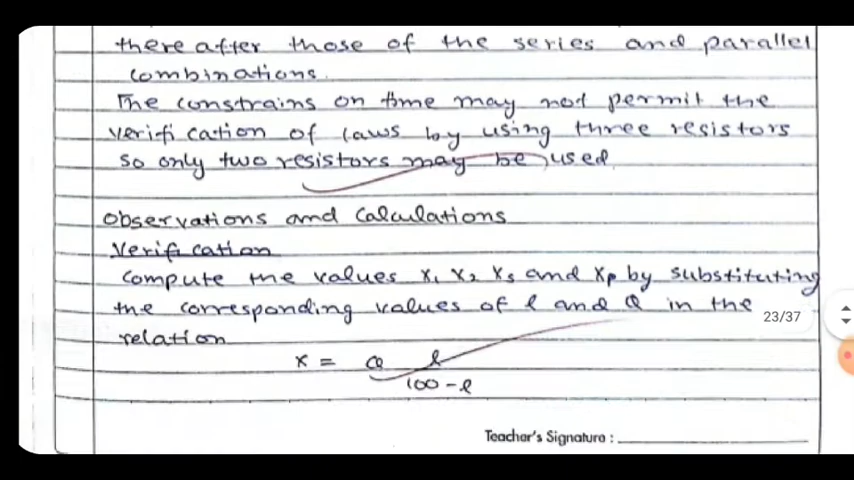 there after those of the series and parallel
combinations.
The constrains on time may not permit the
verification of laws by using three resistors
so only two resistors may be used.
Observations and Calculations
Verification
Compute the values x₁ x₂ xs and xp by substituting
the corresponding values of l and Q in the
23/37
relation
x = Q l
100 - l
Teacher's Signature :